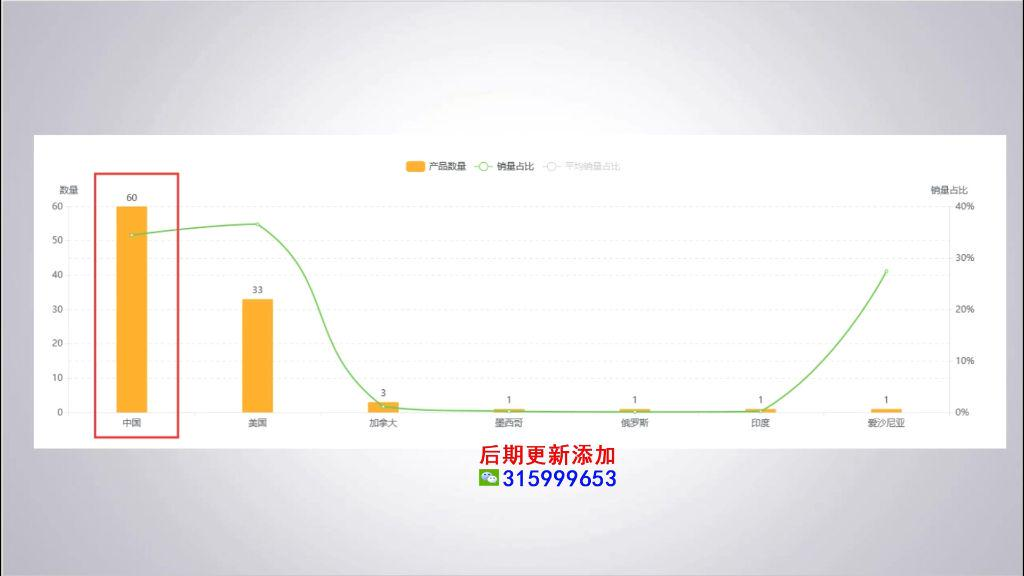 产品数量 销量占比 平均销量占比
数量 销量占比
60 60 40%
50 30%
40 33
30 20%
20
10 3 1 1 1 1 10%
0 0%
中国 美国 加拿大 墨西哥 俄罗斯 印度 爱沙尼亚
后期更新添加
315999653